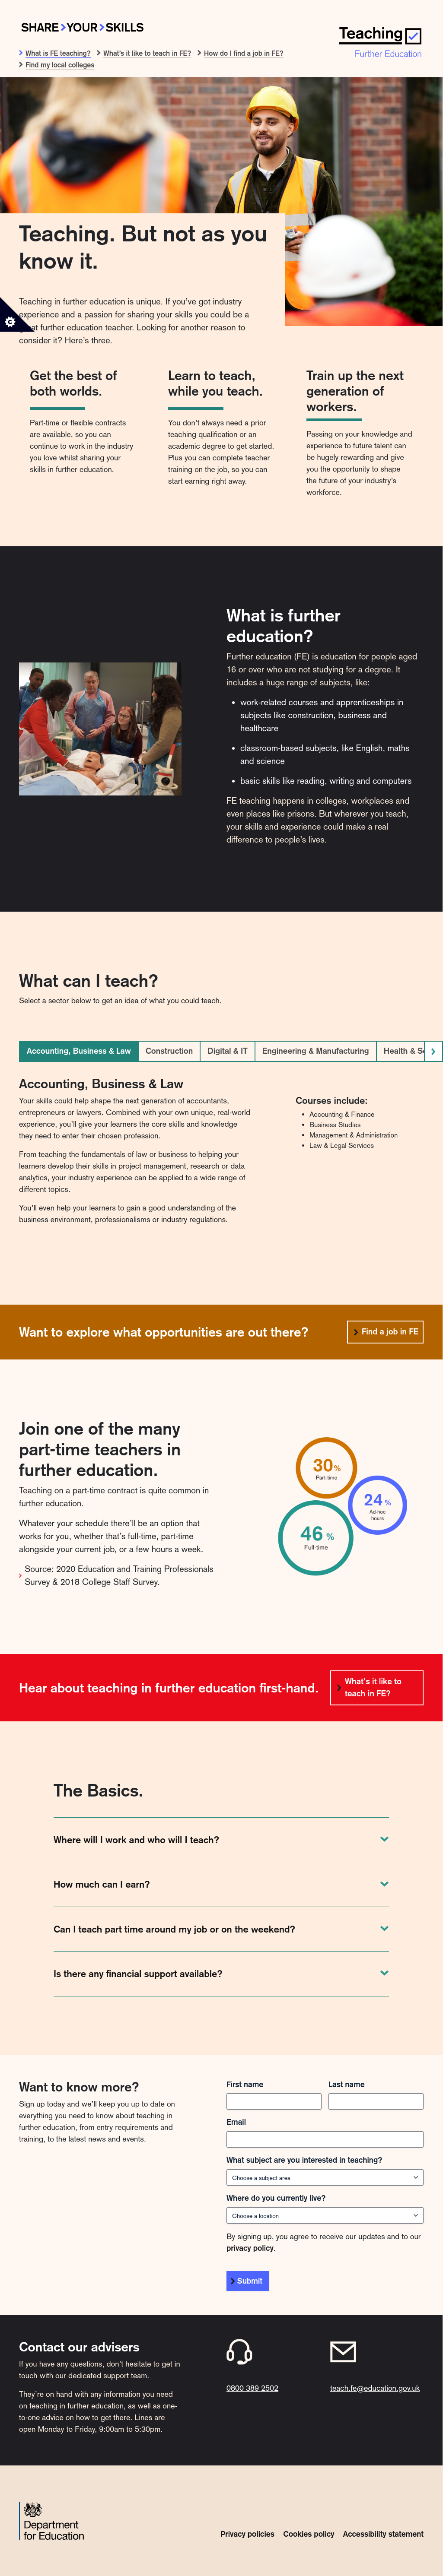 SHARE YOUR SKILLS
Teaching
Further Education
What is FE teaching? What's it like to teach in FE? How do I find a job in FE?
Find my local colleges
Teaching. But not as you
know it.
Teaching in further education is unique. If you've got industry
experience and a passion for sharing your skills you could be a
further education teacher. Looking for another reason to
consider it? Here's three.
Get the best of
both worlds.
Part-time or flexible contracts
are available, so you can
continue to work in the industry
you love whilst sharing your
skills in further education.
Learn to teach,
while you teach.
You don't always need a prior
teaching qualification or an
academic degree to get started.
Plus you can complete teacher
training on the job, so you can
start earning right away.
Train up the next
generation of
workers.
Passing on your knowledge and
experience to future talent can
be hugely rewarding and give
you the opportunity to shape
the future of your industry's
workforce.
What is further
education?
Further education (FE) is education for people aged
16 or over who are not studying for a degree. It
includes a huge range of subjects, like:
work-related courses and apprenticeships in
subjects like construction, business and
healthcare
classroom-based subjects, like English, maths
and science
basic skills like reading, writing and computers
FE teaching happens in colleges, workplaces and
even places like prisons. But wherever you teach,
your skills and experience could make a real
difference to people's lives.
What can I teach?
Select a sector below to get an idea of what you could teach.
Accounting, Business & Law Construction Digital & IT Engineering & Manufacturing Health &
Accounting, Business & Law
Your skills could help shape the next generation of accountants,
entrepreneurs or lawyers. Combined with your own unique, real-world
experience, you'll give your learners the core skills and knowledge
they need to enter their chosen profession.
From teaching the fundamentals of law or business to helping your
learners develop their skills in project management, research or data
analytics, your industry experience can be applied to a wide range of
different topics.
You'll even help your learners to gain a good understanding of the
business environment, professionalisms or industry regulations.
Courses include:
Accounting & Finance
Business Studies
Management & Administration
Law & Legal Services
Want to explore what opportunities are out there?
Find a job in FE
Join one of the many
part-time teachers in
further education.
Teaching on a part-time contract is quite common in
further education.
Whatever your schedule there'll be an option that
works for you, whether that's full-time, part-time
alongside your current job, or a few hours a week.
Source: 2020 Education and Training Professionals
Survey & 2018 College Staff Survey.
30%
Part-time
24 %
Ad-hoc
hours
46 %
Full-time
Hear about teaching in further education first-hand.
What's it like to
teach in FE?
The Basics.
Where will I work and who will I teach?
How much can I earn?
Can I teach part time around my job or on the weekend?
Is there any financial support available?
Want to know more?
Sign up today and we'll keep you up to date on
everything you need to know about teaching in
further education, from entry requirements and
training, to the latest news and events.
First name Last name
Email
What subject are you interested in teaching?
Choose a subject area
Where do you currently live?
Choose a location
By signing up, you agree to receive our updates and to our
privacy policy.
Submit
Contact our advisers
If you have any questions, don't hesitate to get in
touch with our dedicated support team.
They're on hand with any information you need
on teaching in further education, as well as one-
to-one advice on how to get there. Lines are
open Monday to Friday, 9:00am to 5:30pm.
0800 389 2502
teach.fe@education.gov.uk
Department
for Education
Privacy policies Cookies policy Accessibility statement